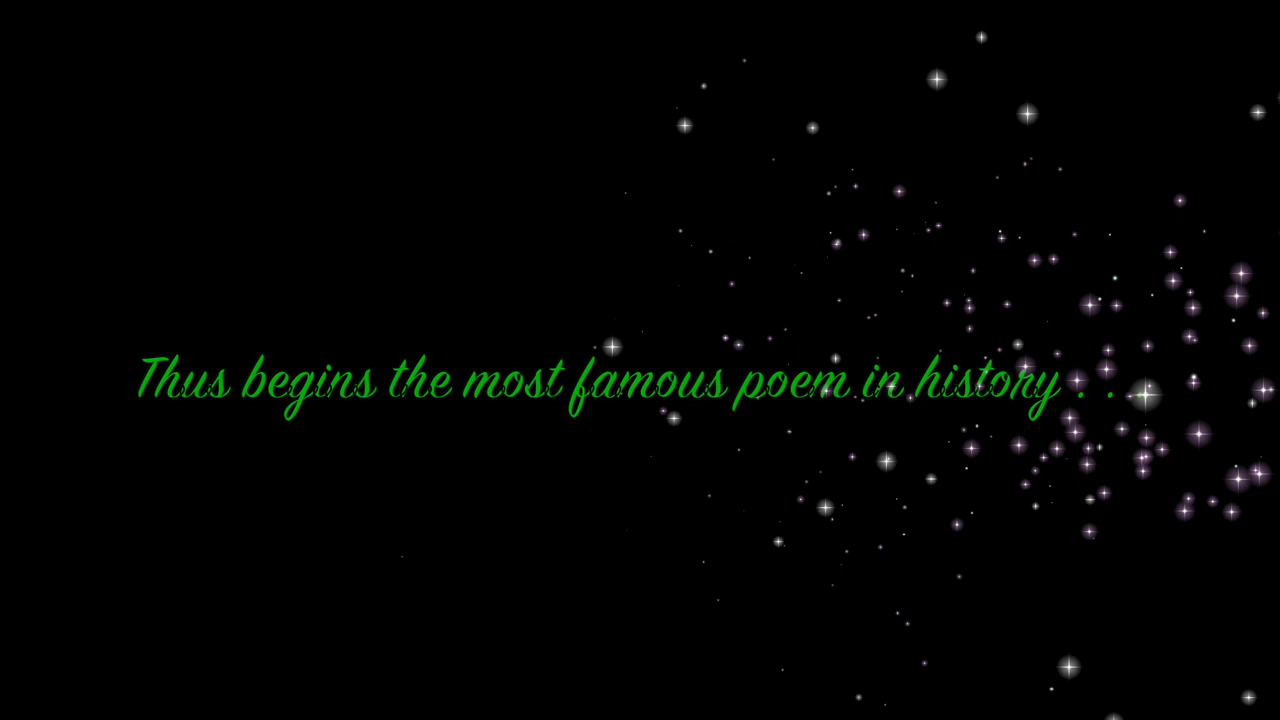 Thus begins the most famous poem in history . . .